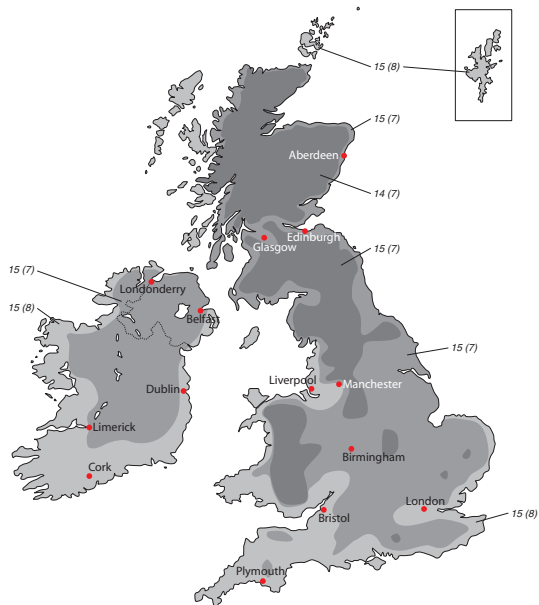 15 (8)
15 (7)
Aberdeen
14 (7)
Edinburgh
Glasgow
15 (7)
15 (7)
Londonderry
15 (8)
Belfast
15 (7)
Liverpool
Manchester
Dublin
Limerick
Birmingham
Cork
London
15 (8)
Bristol
Plymouth